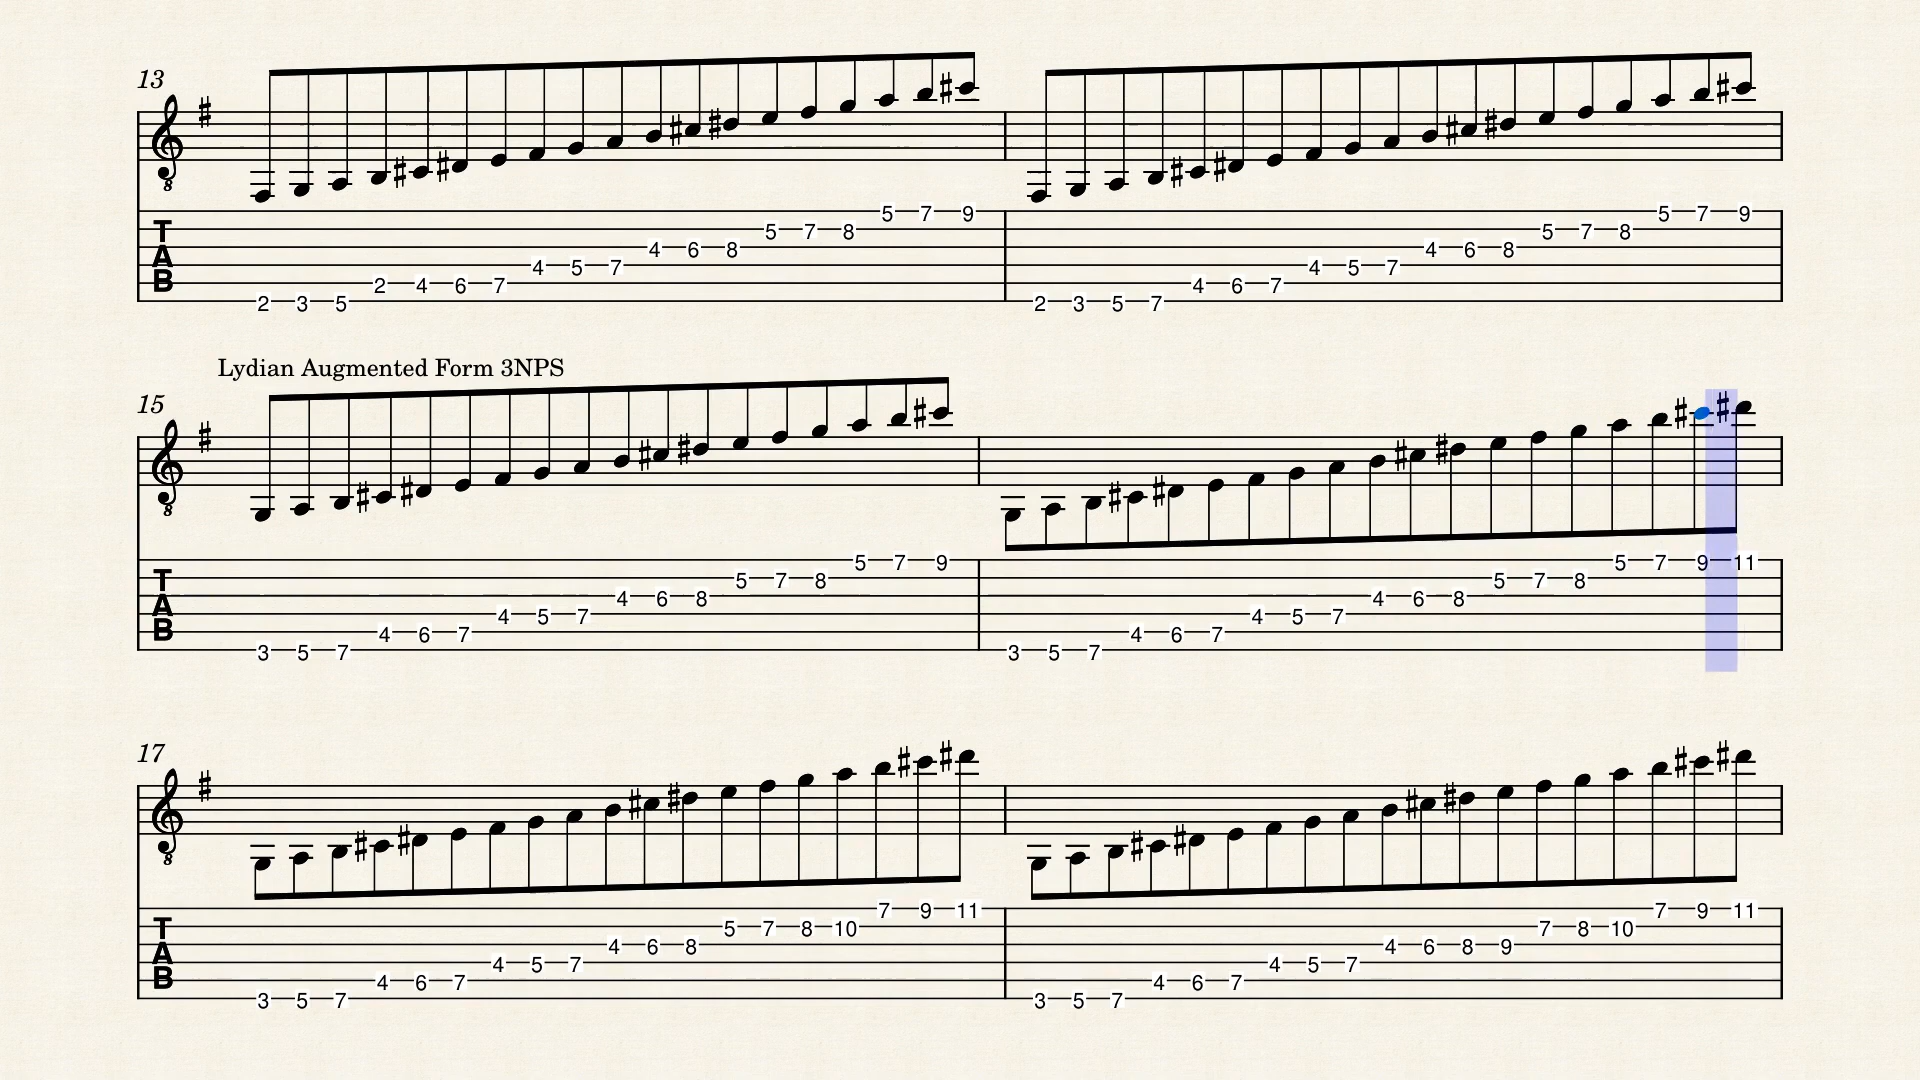 13
8
5 7 9 5 7 9
T 5 7 8 5 7 8
A 4 6 8 4 6 8
4 5 7 4 5 7
B 2 4 6 7 4 6 7
2 3 5 2 3 5 7
Lydian Augmented Form 3NPS
15
8
5 7 9 5 7 9 11
T 5 7 8 5 7 8
A 4 6 8 4 6 8
4 5 7 4 5 7
B 4 6 7 4 6 7
3 5 7 3 5 7
17
8
7 9 11 7 9 11
T 5 7 8 10 7 8 10
A 4 6 8 4 6 8 9
4 5 7 4 5 7
B 4 6 7 4 6 7
3 5 7 3 5 7